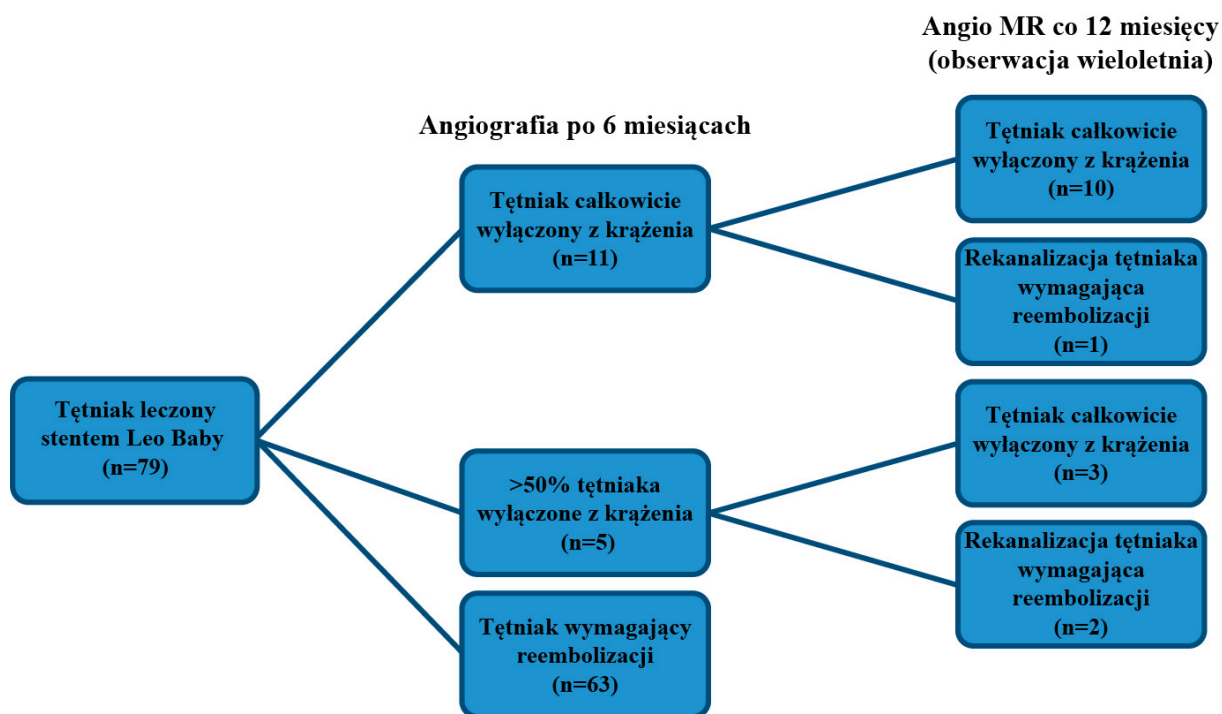 Angio MR co 12 miesięcy
(obserwacja wieloletnia)
Angiografia po 6 miesiącach
Tętniak leczony
stentem Leo Baby
(n=79)
Tętniak całkowicie
wyłączony z krążenia
(n=11)
>50% tętniaka
wyłączone z krążenia
(n=5)
Tętniak wymagający
reembolizacji
(n=63)
Tętniak całkowicie
wyłączony z krążenia
(n=10)
Rekanalizacja tętniaka
wymagająca
reembolizacji
(n=1)
Tętniak całkowicie
wyłączony z krążenia
(n=3)
Rekanalizacja tętniaka
wymagająca
reembolizacji
(n=2)